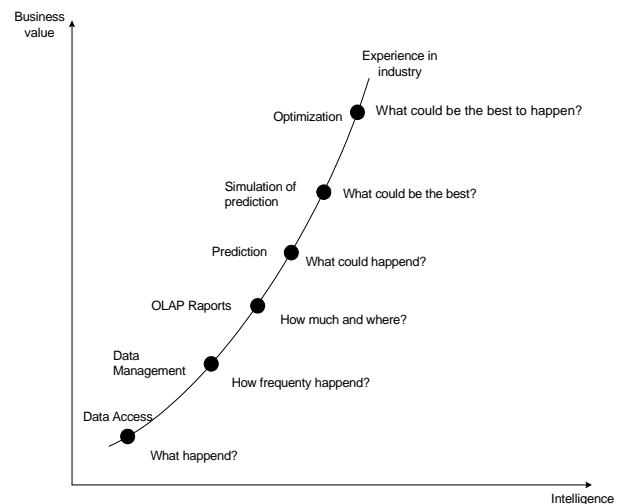 Business
value
Experience in
industry
Optimization
What could be the best to happen?
Simulation of
prediction
What could be the best?
Prediction
What could happend?
OLAP Raports
How much and where?
Data
Management
How frequenty happend?
Data Access
What happend?
Intelligence